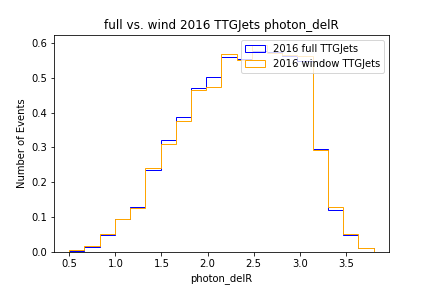 full vs. wind 2016 TTGJets photon_delR
2016 full TTGJets
2016 window TTGJets
Number of Events
0.6
0.5
0.4
0.3
0.2
0.1
0.0
0.5 1.0 1.5 2.0 2.5 3.0 3.5
photon_delR